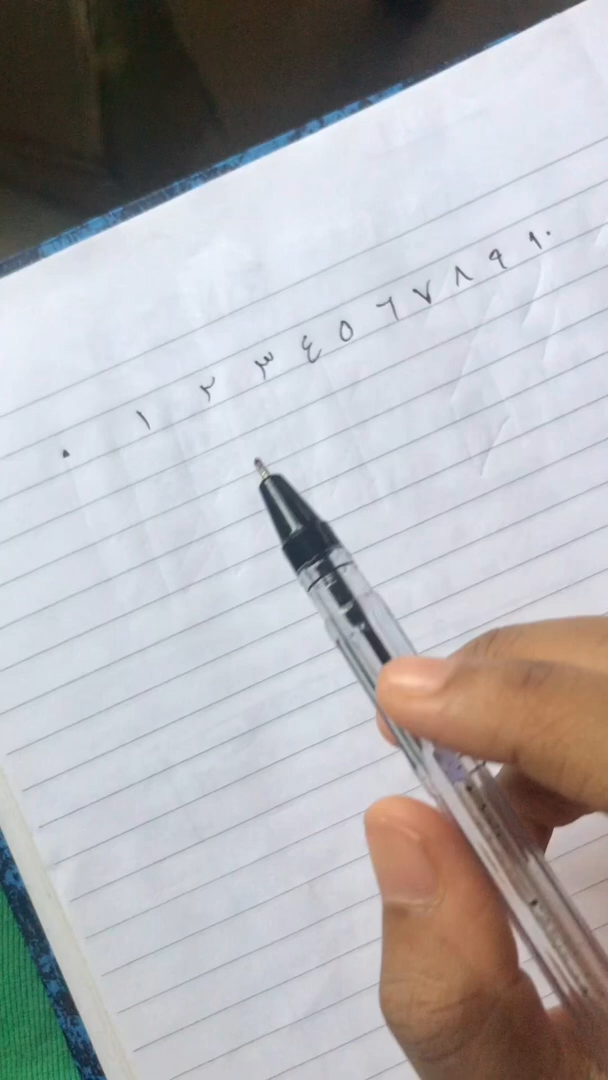 ٠ ١ ٢ ٣ ٤ ٥ ٦ ٧ ٨ ٩ ١٠